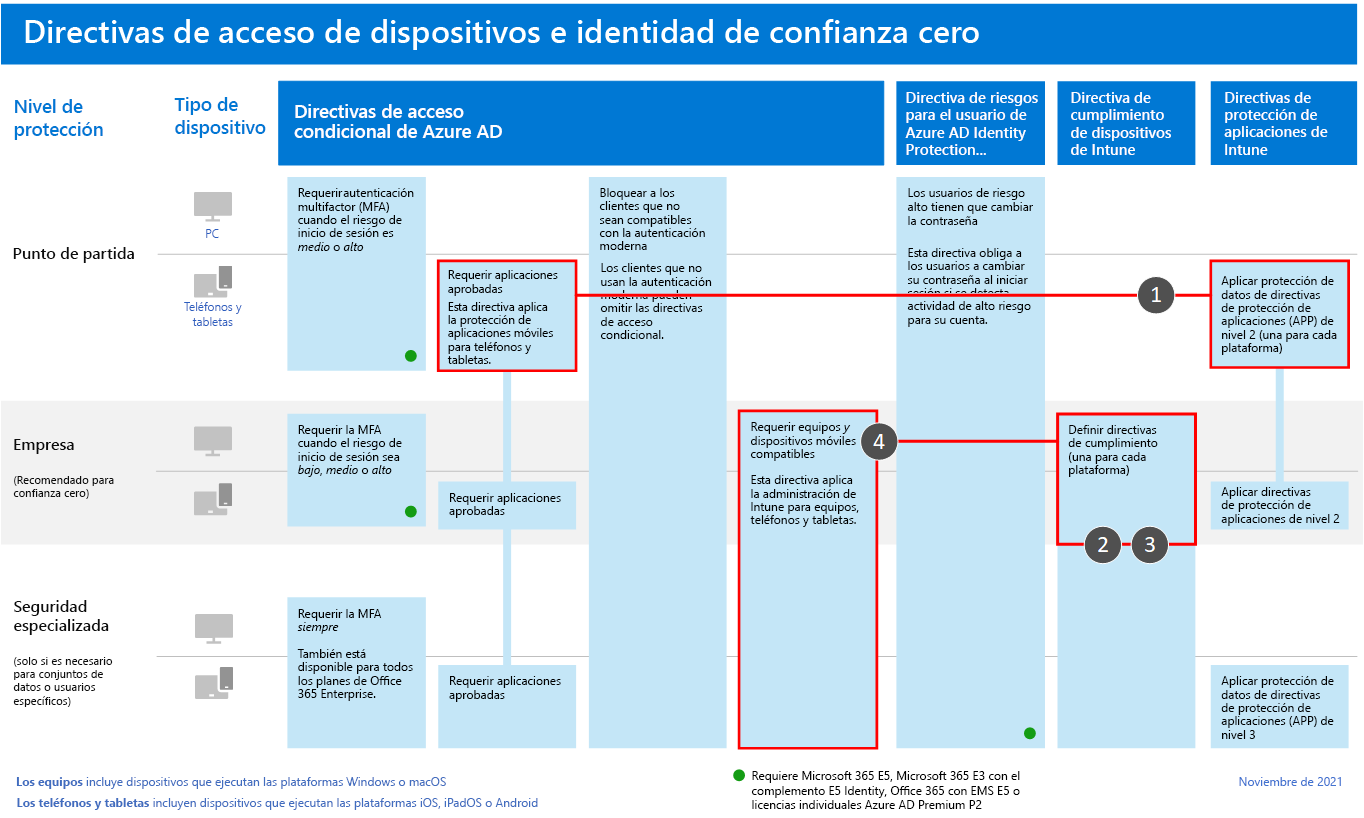 Directivas de acceso de dispositivos e identidad de confianza cero
Nivel de
protección
Tipo de
dispositivo
Directivas de acceso
condicional de Azure AD
Directiva de riesgos
para el usuario de
Azure AD Identity
Protection...
Directiva de
cumplimiento
de dispositivos
de Intune
Directivas de
protección de
aplicaciones de
Intune
Punto de partida
PC
Teléfonos y
tabletas
Requerir autenticación
multifactor (MFA)
cuando el riesgo de
inicio de sesión es
medio o alto
Requerir aplicaciones
aprobadas
Esta directiva aplica
la protección de
aplicaciones móviles
para teléfonos y
tabletas.
Bloquear a los
clientes que no
sean compatibles
con la autenticación
moderna
Los clientes que no
usan la autenticación
moderna pueden
omitir las directivas
de acceso
condicional.
Los usuarios de riesgo
alto tienen que cambiar
la contraseña
Esta directiva obliga a
los usuarios a cambiar
su contraseña al iniciar
sesión si se detecta
actividad de alto riesgo
para su cuenta.
1
Aplicar protección de
datos de directivas
de protección de
aplicaciones (APP) de
nivel 2 (una para cada
plataforma)
Empresa
(Recomendado para
confianza cero)
Requerir la MFA
cuando el riesgo de
inicio de sesión sea
bajo, medio o alto
Requerir aplicaciones
aprobadas
Requerir equipos y
dispositivos móviles
compatibles
Esta directiva aplica
la administración de
Intune para equipos,
teléfonos y tabletas.
4
Definir directivas
de cumplimiento
(una para cada
plataforma)
2
3
Aplicar directivas
de protección de
aplicaciones de nivel 2
Seguridad
especializada
(solo si es necesario
para conjuntos de
datos o usuarios
específicos)
Requerir la MFA
siempre
También está
disponible para todos
los planes de Office
365 Enterprise.
Requerir aplicaciones
aprobadas
Aplicar protección de
datos de directivas
de protección de
aplicaciones (APP) de
nivel 3
Los equipos incluye dispositivos que ejecutan las plataformas Windows o macOS
Los teléfonos y tabletas incluyen dispositivos que ejecutan las plataformas iOS, iPadOS o Android
Requiere Microsoft 365 E5, Microsoft 365 E3 con el
complemento E5 Identity, Office 365 con EMS E5 o
licencias individuales Azure AD Premium P2
Noviembre de 2021